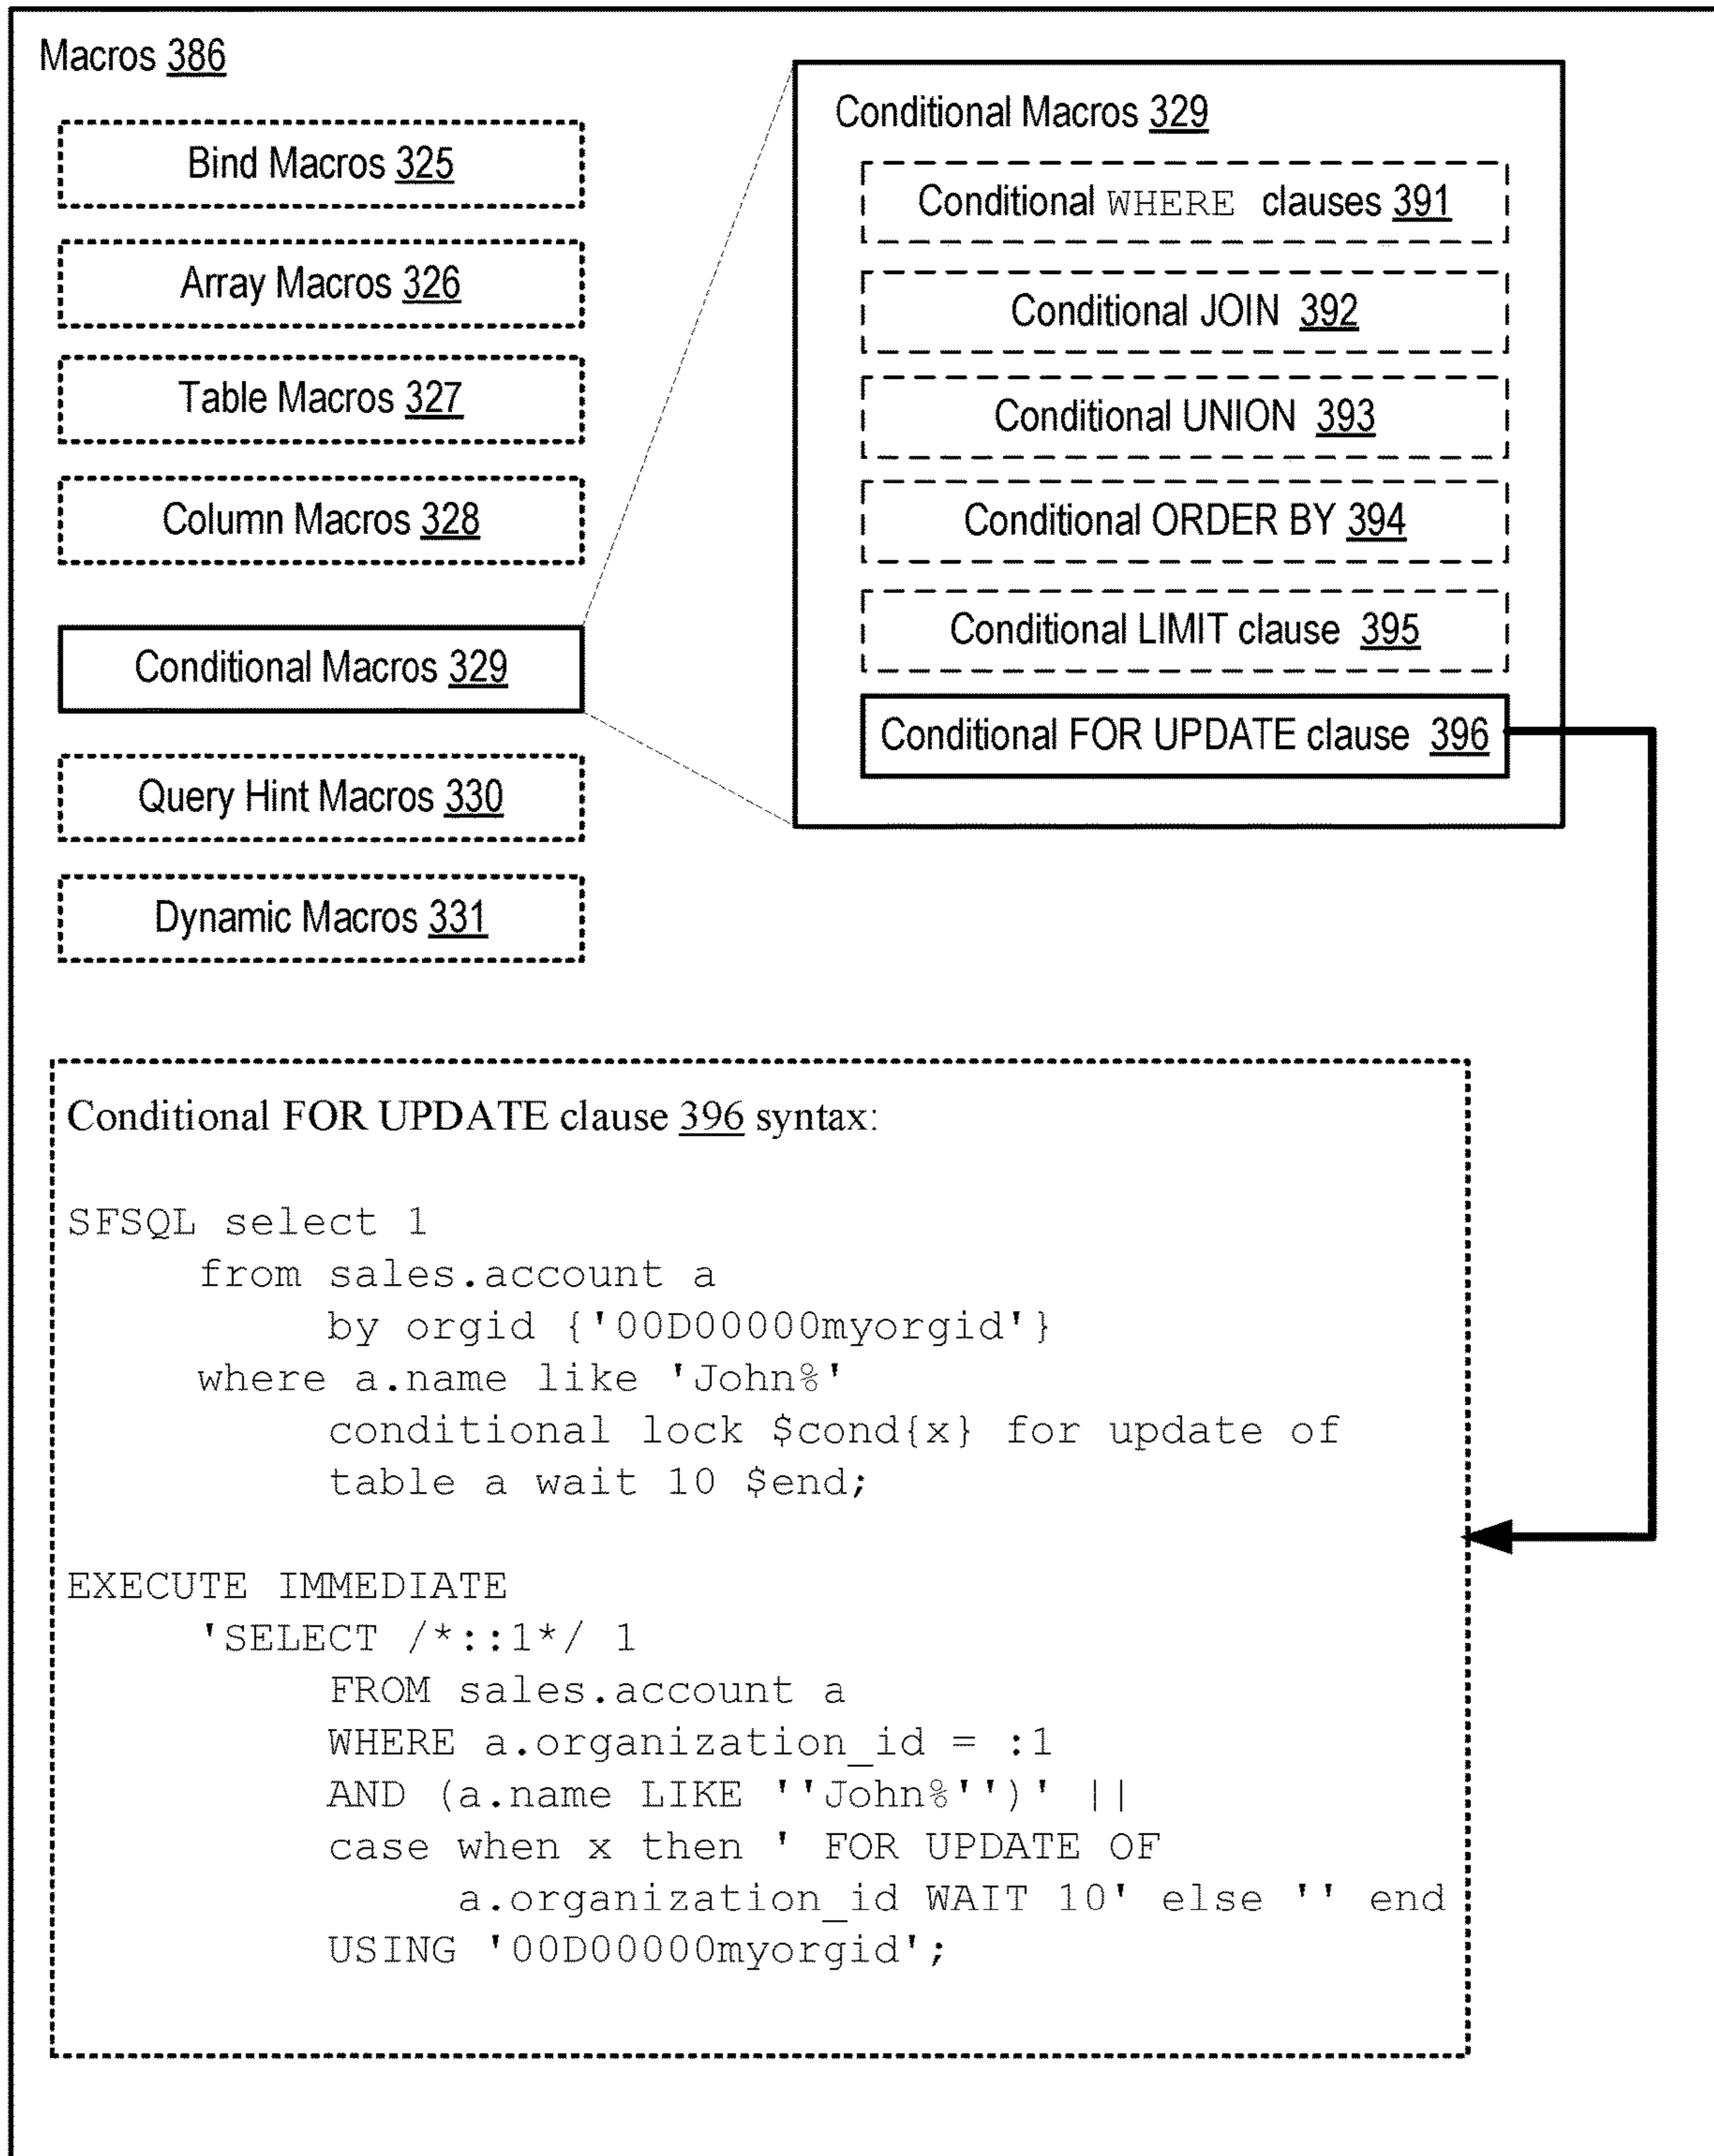 Macros 386
Bind Macros 325
Array Macros 326
Table Macros 327
Column Macros 328
Conditional Macros 329
Query Hint Macros 330
Dynamic Macros 331
Conditional Macros 329
Conditional WHERE clauses 391
Conditional JOIN 392
Conditional UNION 393
Conditional ORDER BY 394
Conditional LIMIT clause 395
Conditional FOR UPDATE clause 396
Conditional FOR UPDATE clause 396 syntax:
SFSQL select 1
from sales.account a
by orgid {'00D00000myorgid'}
where a.name like 'John%'
conditional lock $cond{x} for update of
table a wait 10 $end;
EXECUTE IMMEDIATE
'SELECT /*::1*/ 1
FROM sales.account a
WHERE a.organization_id = :1
AND (a.name LIKE ''John%'')' ||
case when x then ' FOR UPDATE OF
a.organization_id WAIT 10' else '' end
USING '00D00000myorgid';